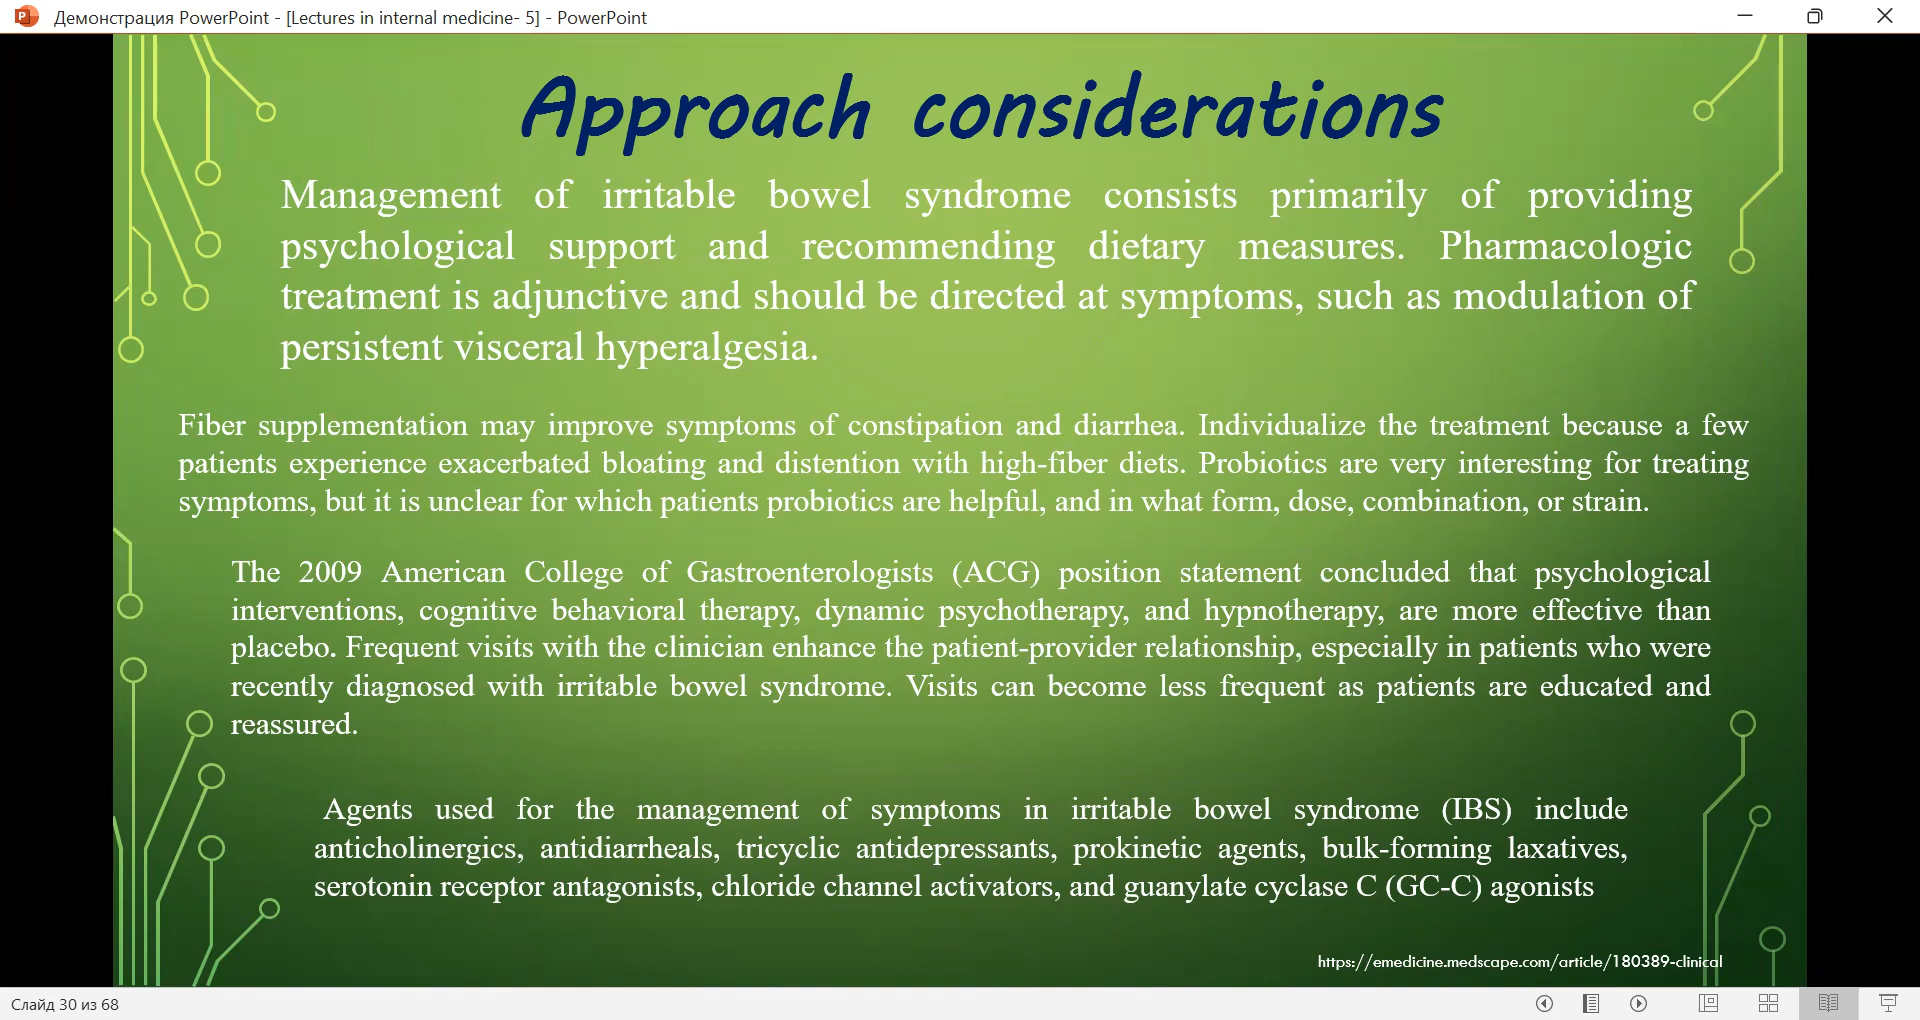 Демонстрация PowerPoint - [Lectures in internal medicine- 5] - PowerPoint
Approach considerations
Management of irritable bowel syndrome consists primarily of providing
psychological support and recommending dietary measures. Pharmacologic
treatment is adjunctive and should be directed at symptoms, such as modulation of
persistent visceral hyperalgesia.
Fiber supplementation may improve symptoms of constipation and diarrhea. Individualize the treatment because a few
patients experience exacerbated bloating and distention with high-fiber diets. Probiotics are very interesting for treating
symptoms, but it is unclear for which patients probiotics are helpful, and in what form, dose, combination, or strain.
The 2009 American College of Gastroenterologists (ACG) position statement concluded that psychological
interventions, cognitive behavioral therapy, dynamic psychotherapy, and hypnotherapy, are more effective than
placebo. Frequent visits with the clinician enhance the patient-provider relationship, especially in patients who were
recently diagnosed with irritable bowel syndrome. Visits can become less frequent as patients are educated and
reassured.
Agents used for the management of symptoms in irritable bowel syndrome (IBS) include
anticholinergics, antidiarrheals, tricyclic antidepressants, prokinetic agents, bulk-forming laxatives,
serotonin receptor antagonists, chloride channel activators, and guanylate cyclase C (GC-C) agonists
https://emedicine.medscape.com/article/180389-clinical
Слайд 30 из 68